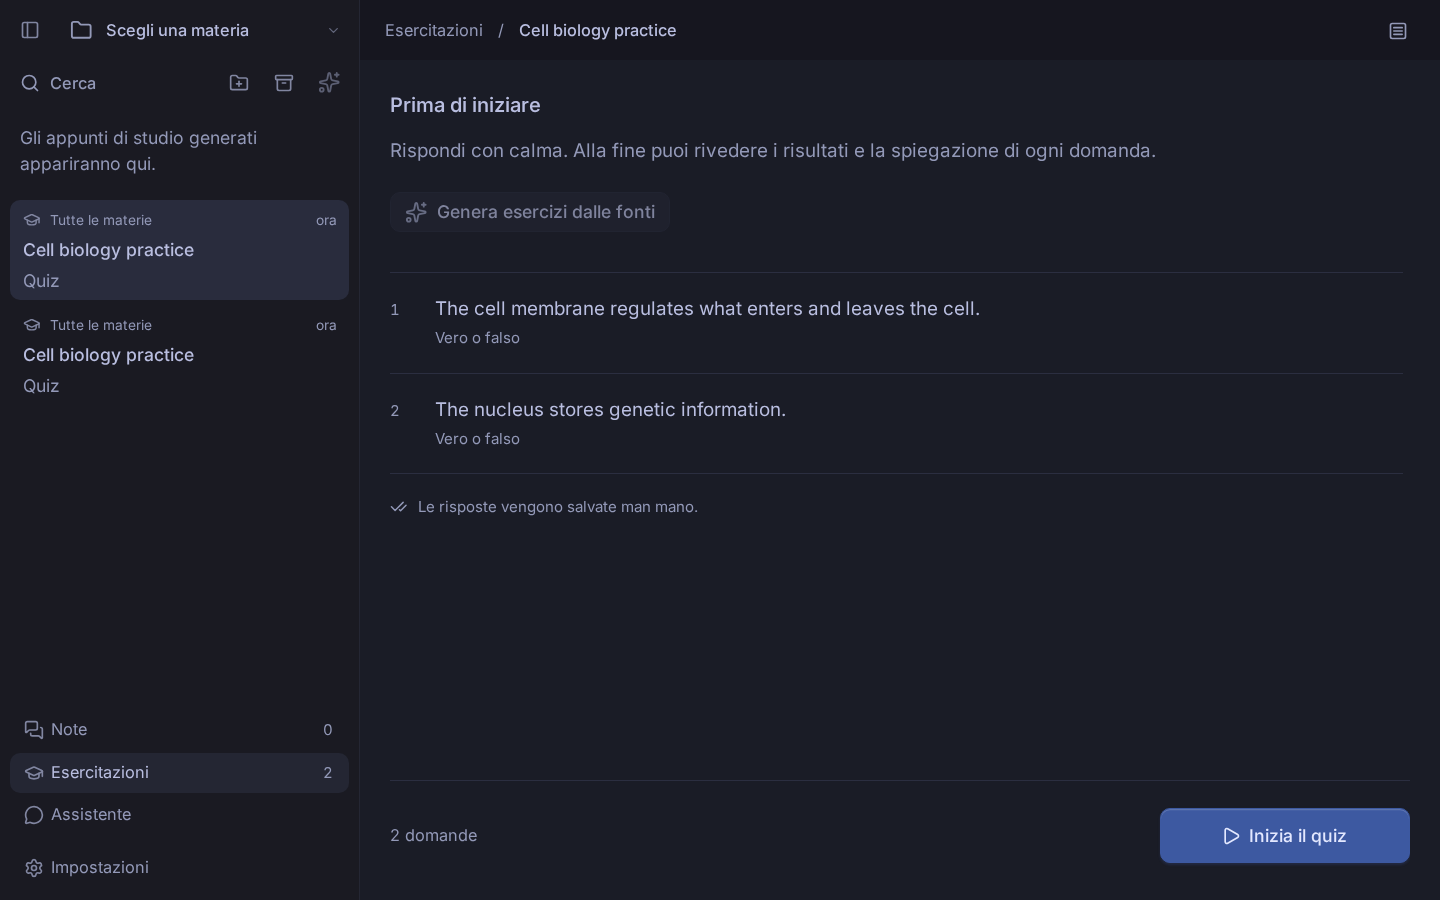 Scegli una materia
Cerca
Gli appunti di studio generati
appariranno qui.
Tutte le materie ora
Cell biology practice
Quiz
Tutte le materie ora
Cell biology practice
Quiz
Note 0
Esercitazioni 2
Assistente
Impostazioni
Esercitazioni / Cell biology practice
Prima di iniziare
Rispondi con calma. Alla fine puoi rivedere i risultati e la spiegazione di ogni domanda.
Genera esercizi dalle fonti
1 The cell membrane regulates what enters and leaves the cell.
Vero o falso
2 The nucleus stores genetic information.
Vero o falso
Le risposte vengono salvate man mano.
2 domande
Inizia il quiz